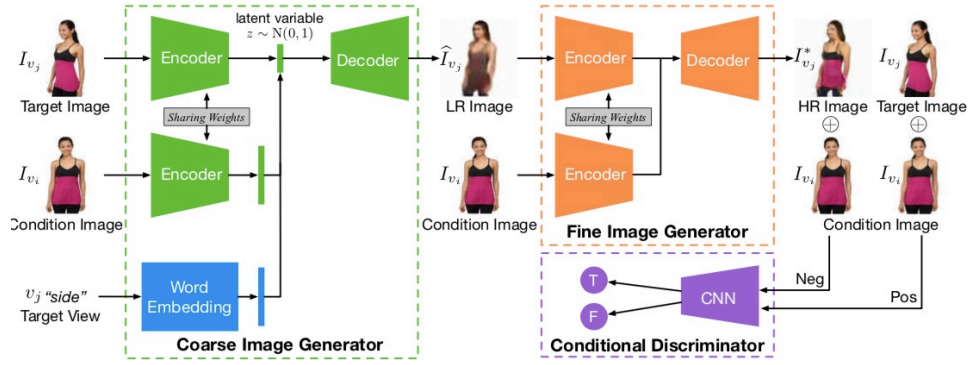 I_{v_j}
Target Image
Encoder
latent variable
z ∼ N(0, 1)
Decoder
Sharing Weights
I_{v_i}
Condition Image
Encoder
v_j "side"
Target View
Word
Embedding
Coarse Image Generator
Î_{v_j}
LR Image
Encoder
Decoder
Sharing Weights
I_{v_i}
Condition Image
Encoder
Fine Image Generator
I*_{v_j}
HR Image
I_{v_j}
Target Image
⊕
⊕
I_{v_i}
I_{v_i}
Condition Image
Neg
Pos
T
F
CNN
Conditional Discriminator